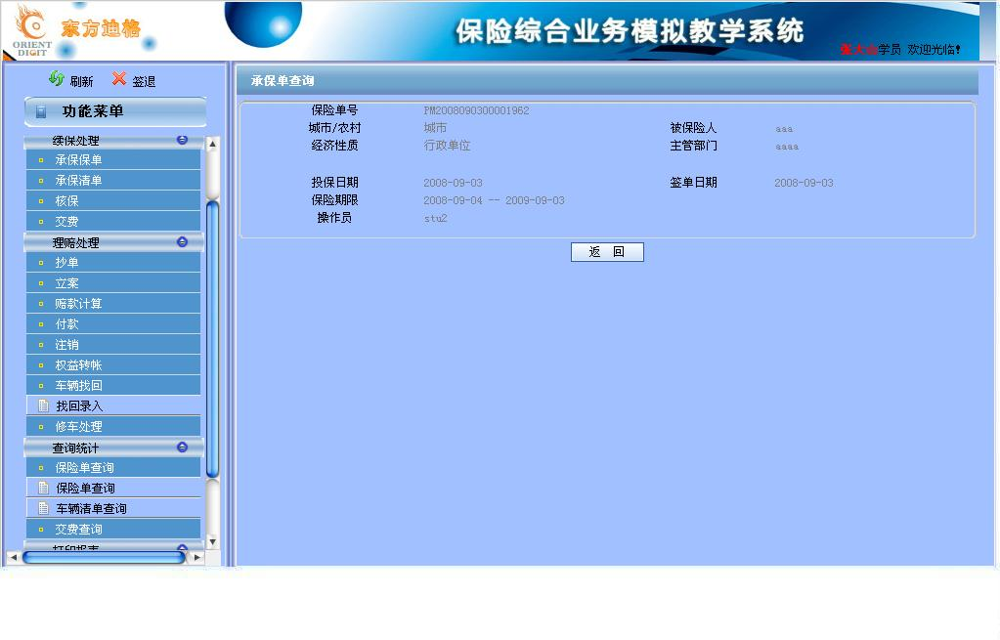 东方迪格
ORIENT
DIGIT
保险综合业务模拟教学系统
张大山学员 欢迎光临!
刷新 签退
功能菜单
续保处理
承保保单
承保清单
核保
交费
理赔处理
抄单
立案
赔款计算
付款
注销
权益转帐
车辆找回
找回录入
修车处理
查询统计
保险单查询
保险单查询
车辆清单查询
交费查询
打印报表
承保单查询
保险单号 PM2008090300001962
城市/农村 城市 被保险人 aaa
经济性质 行政单位 主管部门 aaaa
投保日期 2008-09-03 签单日期 2008-09-03
保险期限 2008-09-04 -- 2009-09-03
操作员 stu2
返 回